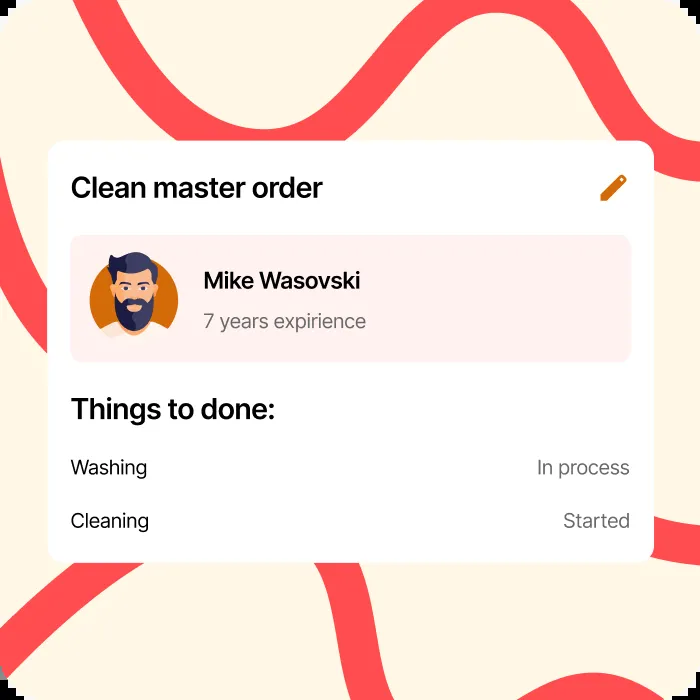 Clean master order
Mike Wasovski
7 years expirience
Things to done:
Washing In process
Cleaning Started